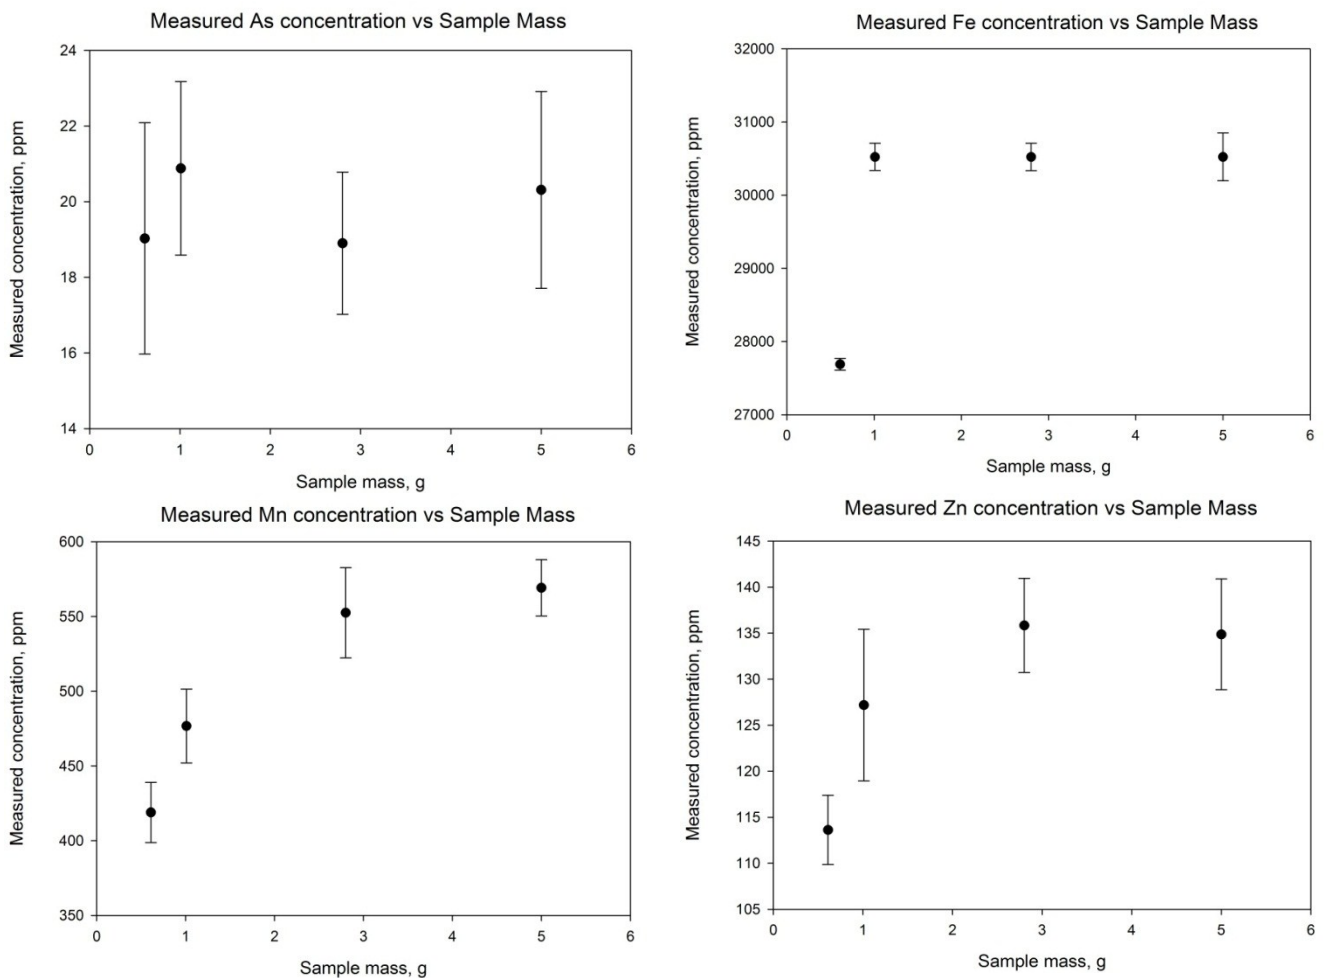 Measured As concentration vs Sample Mass
24
22
20
18
16
14
0 1 2 3 4 5 6
Measured concentration, ppm
Sample mass, g
Measured Fe concentration vs Sample Mass
32000
31000
30000
29000
28000
27000
0 1 2 3 4 5 6
Measured concentration, ppm
Sample mass, g
Measured Mn concentration vs Sample Mass
600
550
500
450
400
350
0 1 2 3 4 5 6
Measured concentration, ppm
Sample mass, g
Measured Zn concentration vs Sample Mass
145
140
135
130
125
120
115
110
105
0 1 2 3 4 5 6
Measured concentration, ppm
Sample mass, g